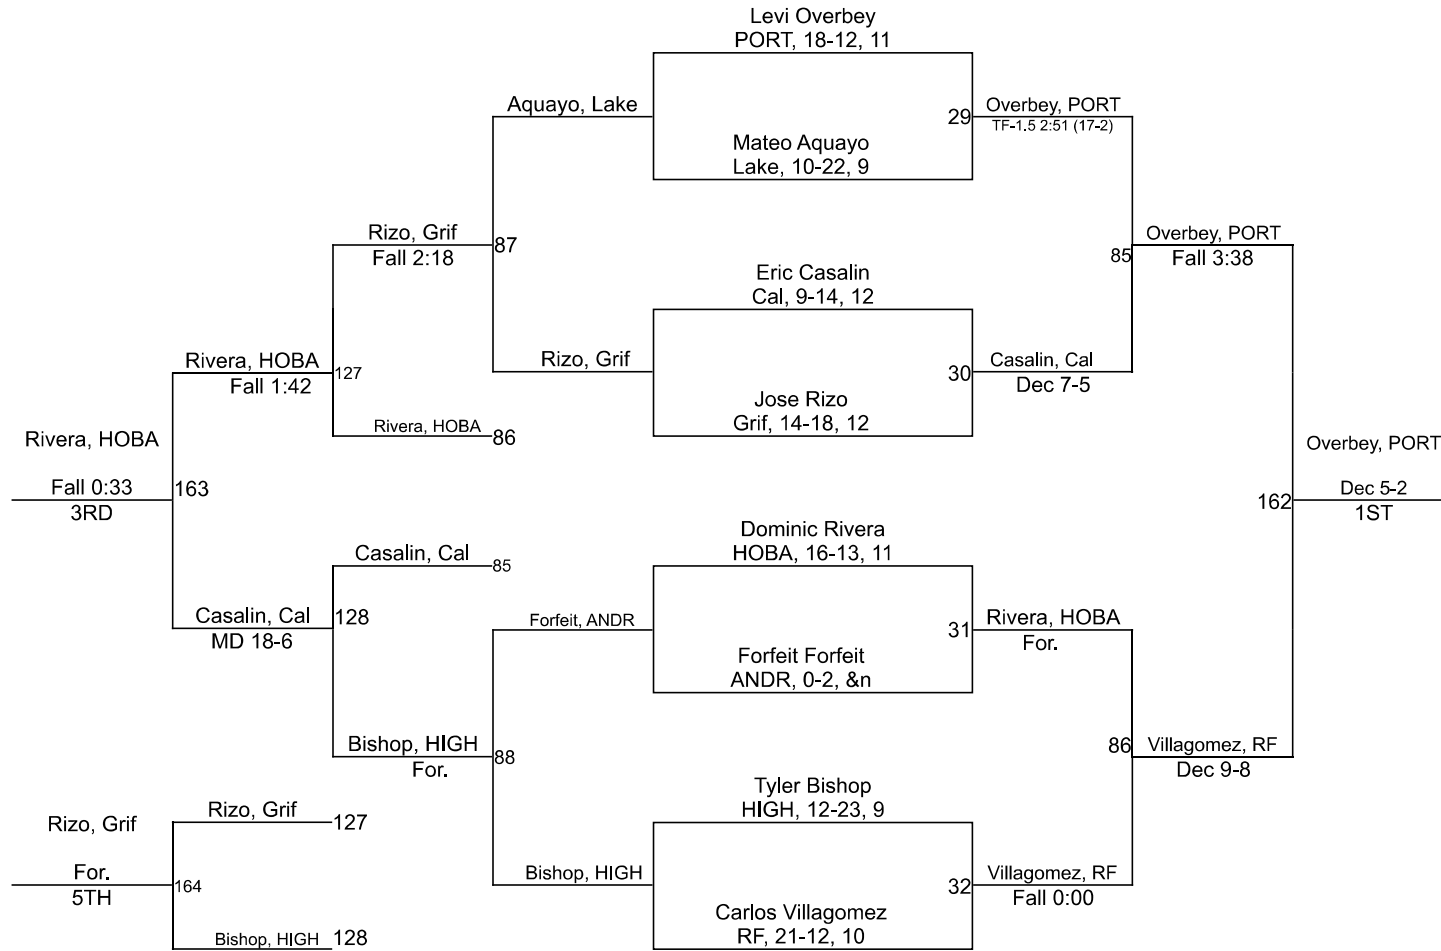 Levi Overbey
PORT, 18-12, 11
Aquayo, Lake
29
Overbey, PORT
TF-1.5 2:51 (17-2)
Mateo Aquayo
Lake, 10-22, 9
Rizo, Grif
Fall 2:18
87
Overbey, PORT
Fall 3:38
85
Eric Casalin
Cal, 9-14, 12
Rivera, HOBA
Fall 1:42
127
Rizo, Grif
30
Casalin, Cal
Dec 7-5
Jose Rizo
Grif, 14-18, 12
Rivera, HOBA
86
Rivera, HOBA
Fall 0:33
3RD
163
Overbey, PORT
Dec 5-2
1ST
162
Dominic Rivera
HOBA, 16-13, 11
Casalin, Cal
85
Casalin, Cal
MD 18-6
128
Forfeit, ANDR
31
Rivera, HOBA
For.
Forfeit Forfeit
ANDR, 0-2, &n
Bishop, HIGH
For.
88
86
Villagomez, RF
Dec 9-8
Tyler Bishop
HIGH, 12-23, 9
Rizo, Grif
127
Rizo, Grif
For.
5TH
164
Bishop, HIGH
32
Villagomez, RF
Fall 0:00
Carlos Villagomez
RF, 21-12, 10
Bishop, HIGH
128